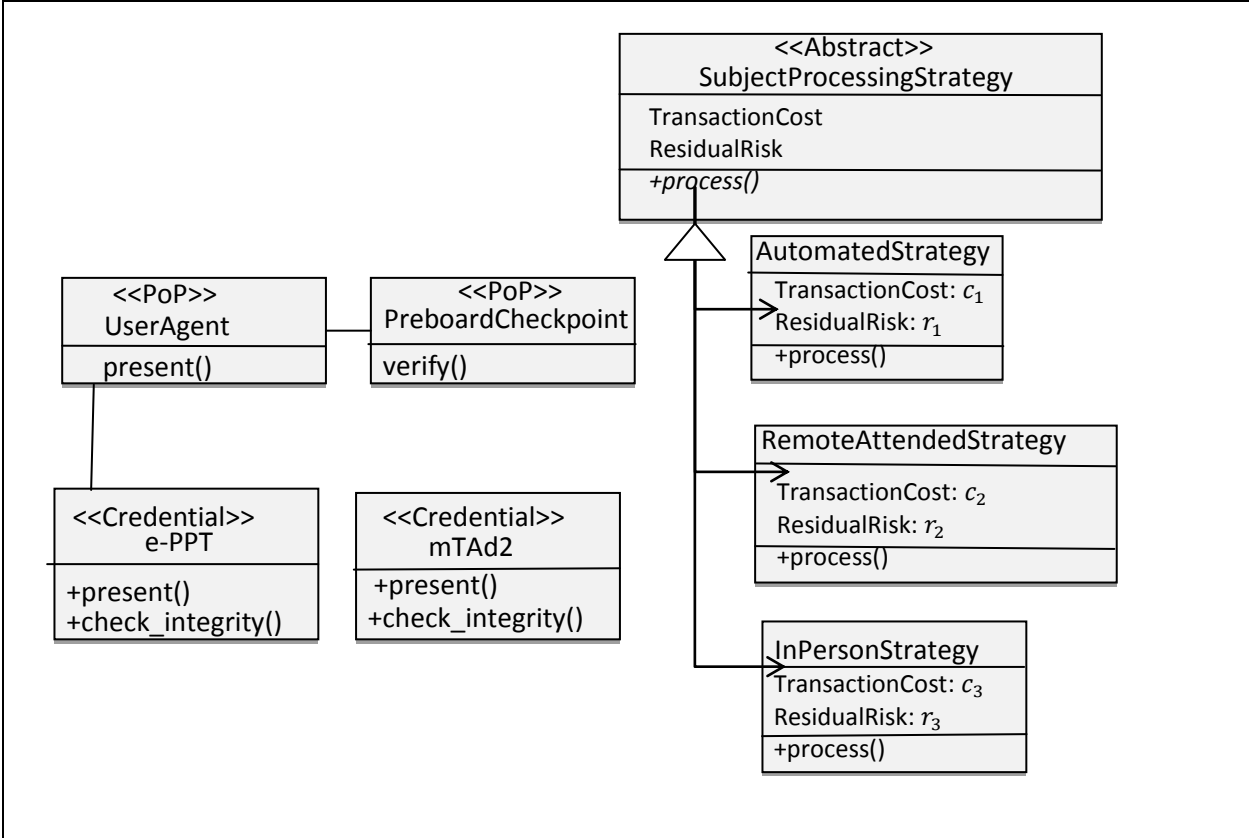 <<Abstract>>
SubjectProcessingStrategy
TransactionCost
ResidualRisk
+process()
AutomatedStrategy
TransactionCost: c₁
ResidualRisk: r₁
+process()
<<PoP>>
UserAgent
present()
<<PoP>>
PreboardCheckpoint
verify()
RemoteAttendedStrategy
TransactionCost: c₂
ResidualRisk: r₂
+process()
<<Credential>>
e-PPT
+present()
+check_integrity()
<<Credential>>
mTAd2
+present()
+check_integrity()
InPersonStrategy
TransactionCost: c₃
ResidualRisk: r₃
+process()